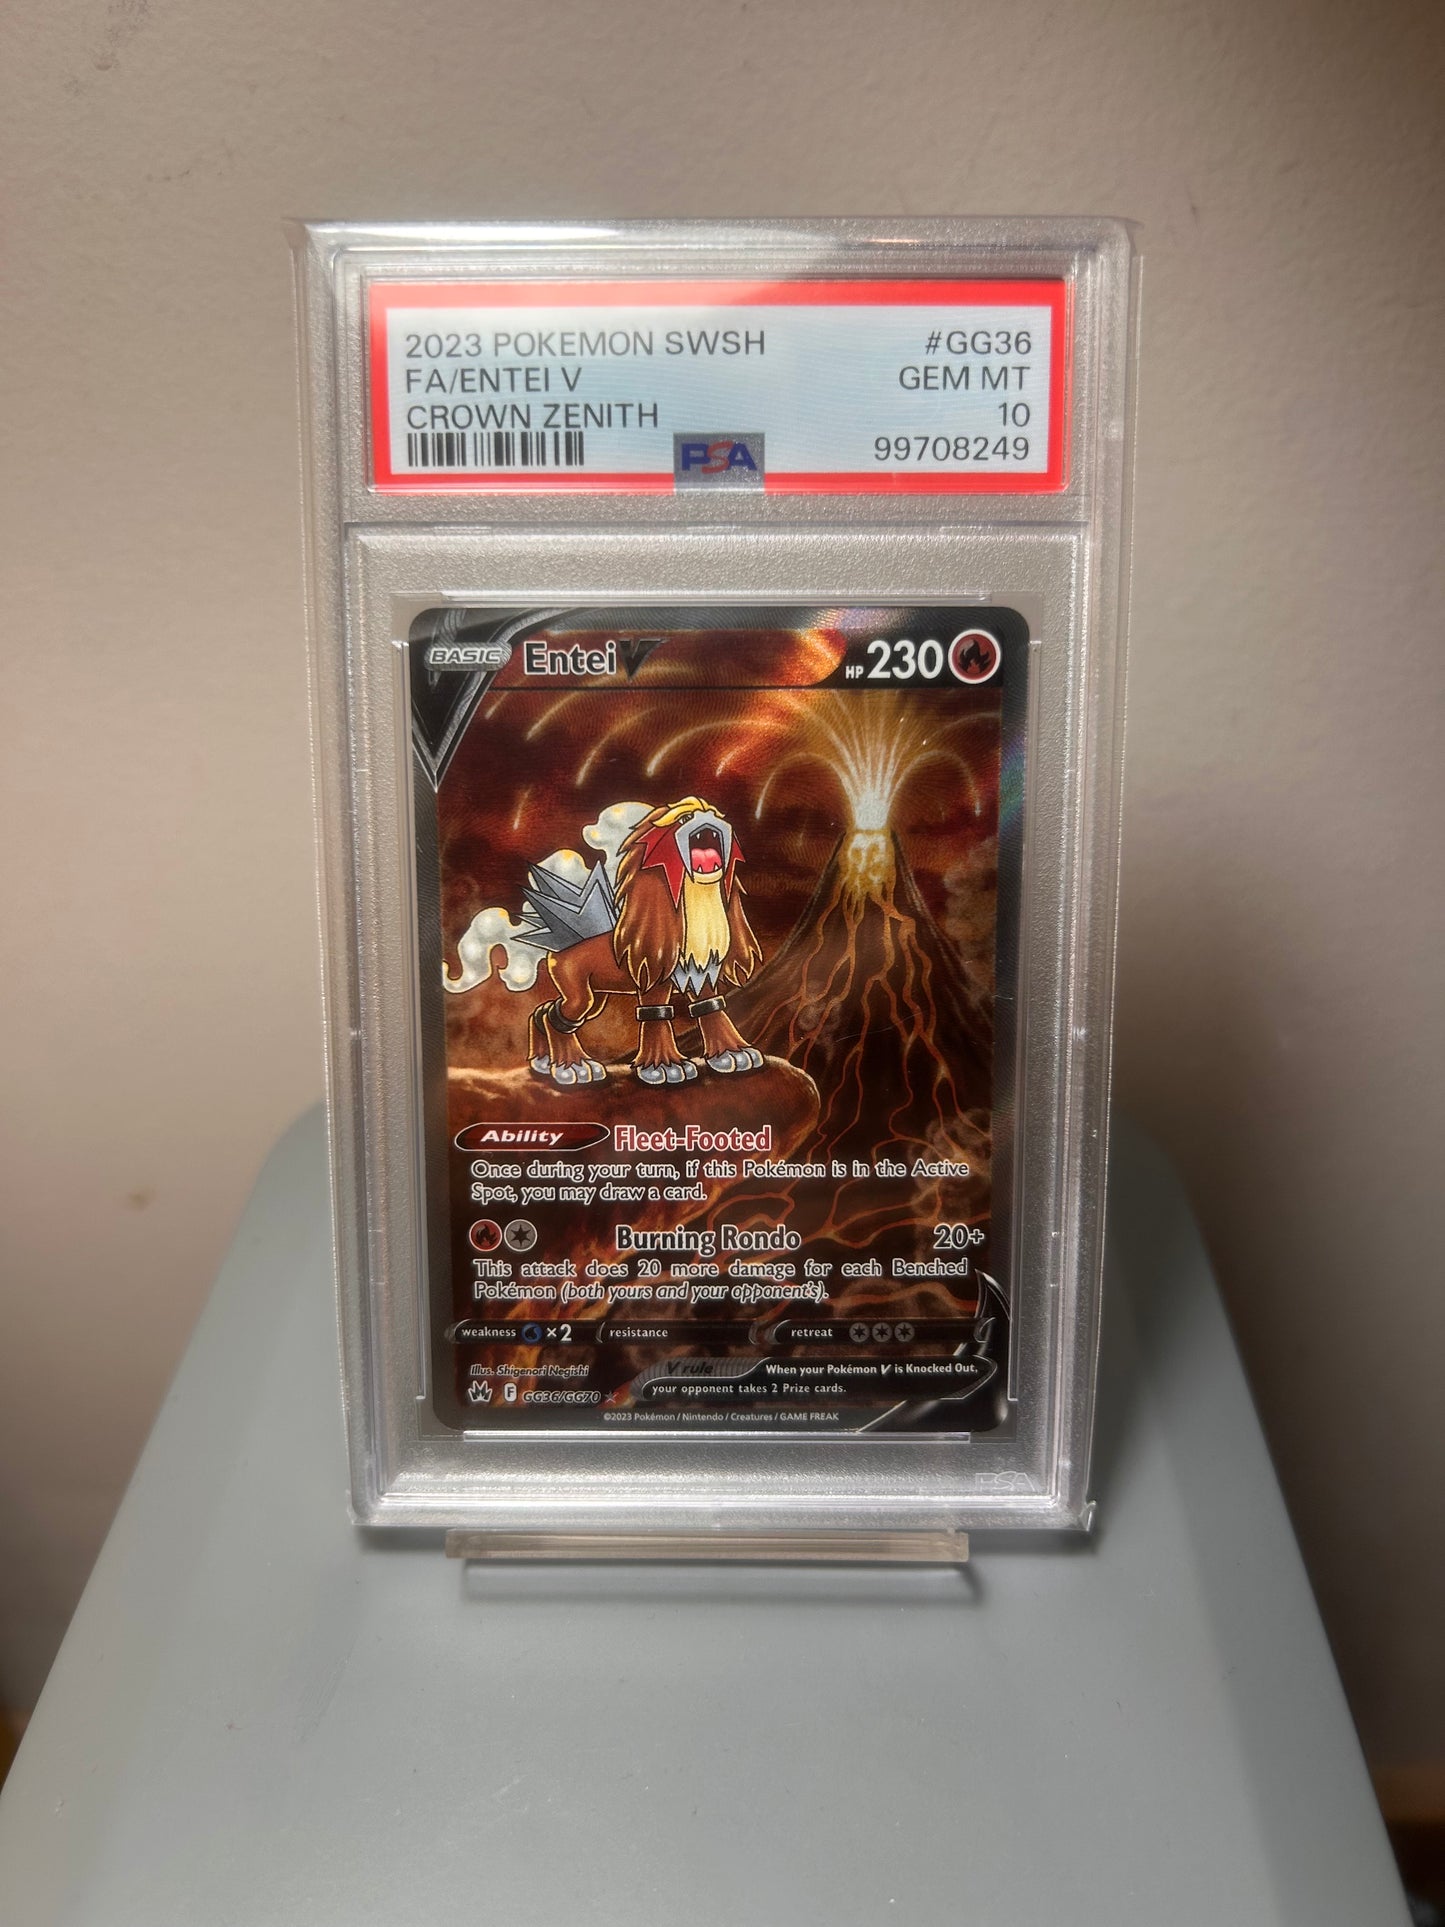 2023 POKEMON SWSH #GG36
FA/ENTEI V GEM MT
CROWN ZENITH 10
PSA 99708249
BASIC Entei V HP 230
Ability Fleet-Footed
Once during your turn, if this Pokémon is in the Active
Spot, you may draw a card.
Burning Rondo 20+
This attack does 20 more damage for each Benched
Pokémon (both yours and your opponent's).
weakness ×2 resistance retreat
Illus. Shigenori Negishi
V rule When your Pokémon V is Knocked Out,
your opponent takes 2 Prize cards.
F GG36/GG70
©2023 Pokémon / Nintendo / Creatures / GAME FREAK
PSA